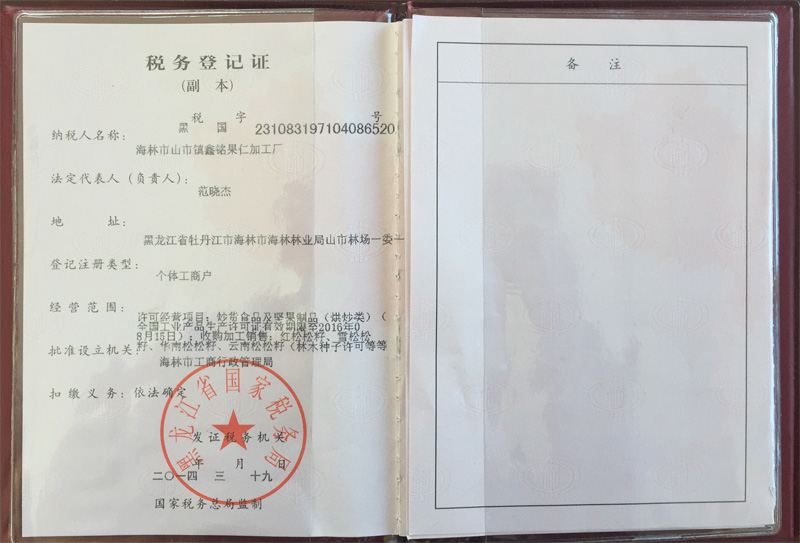 税务登记证
(副 本)
税 字 号
黑 国 231083197104086520
纳税人名称:
海林市山市镇鑫铭果仁加工厂
法定代表人(负责人):
范晓杰
地 址:
黑龙江省牡丹江市海林市海林林业局山市林场一委一
登记注册类型:
个体工商户
经营范围:
许可经营项目:炒货食品及坚果制品(烘炒类)(
全国工业产品生产许可证有效期限至2016年0
8月15日);收购加工销售:红松松籽、雪松松
籽、华南松松籽、云南松松籽(林木种子许可等等
批准设立机关:
海林市工商行政管理局
扣缴义务:依法确定
黑龙江省国家税务局
发证税务机关
年 月 日
二〇一四 三 十九
国家税务总局监制
备 注